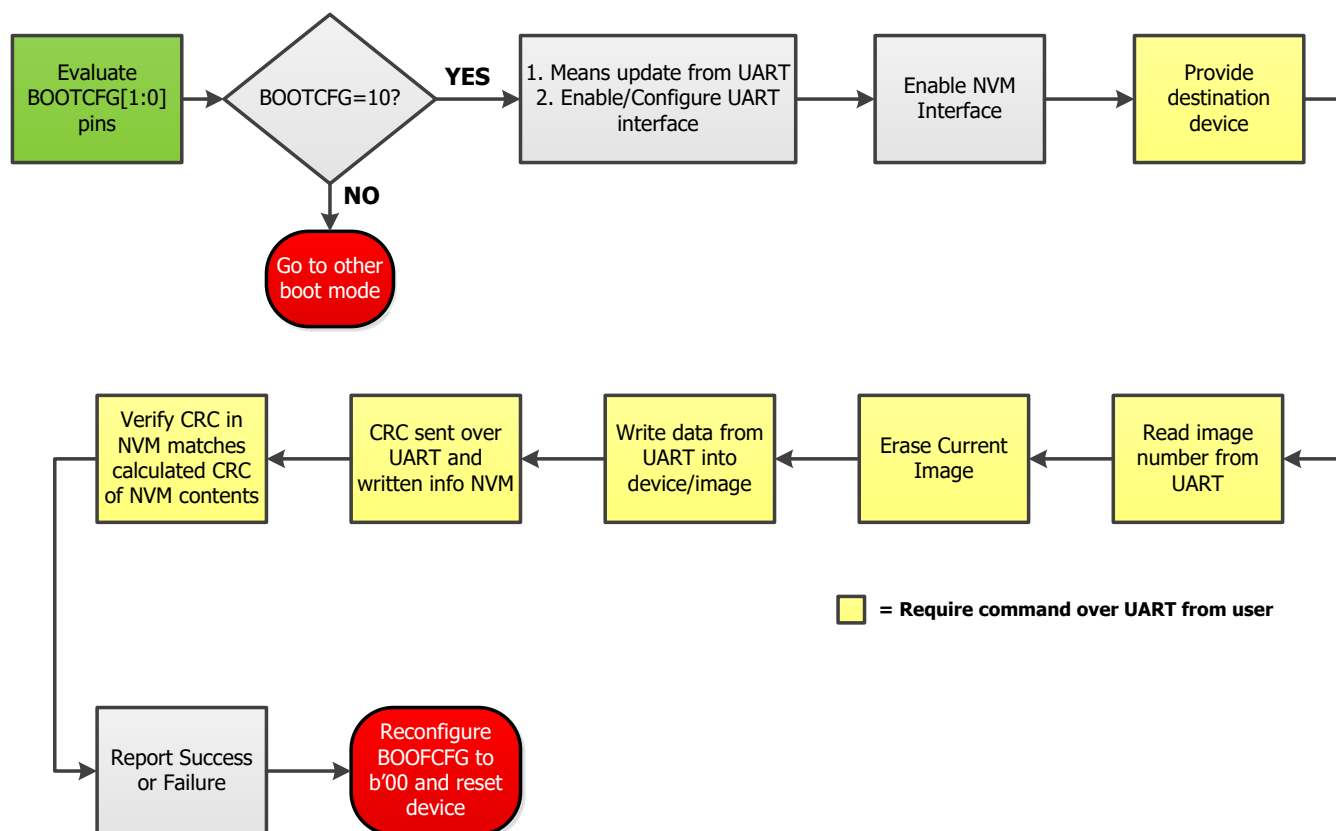 Evaluate
BOOTCFG[1:0]
pins
BOOTCFG=10?
YES
1. Means update from UART
2. Enable/Configure UART
interface
Enable NVM
Interface
Provide
destination
device
NO
Go to other
boot mode
Verify CRC in
NVM matches
calculated CRC
of NVM contents
CRC sent over
UART and
written info NVM
Write data from
UART into
device/image
Erase Current
Image
Read image
number from
UART
= Require command over UART from user
Report Success
or Failure
Reconfigure
BOOFCFG to
b'00 and reset
device